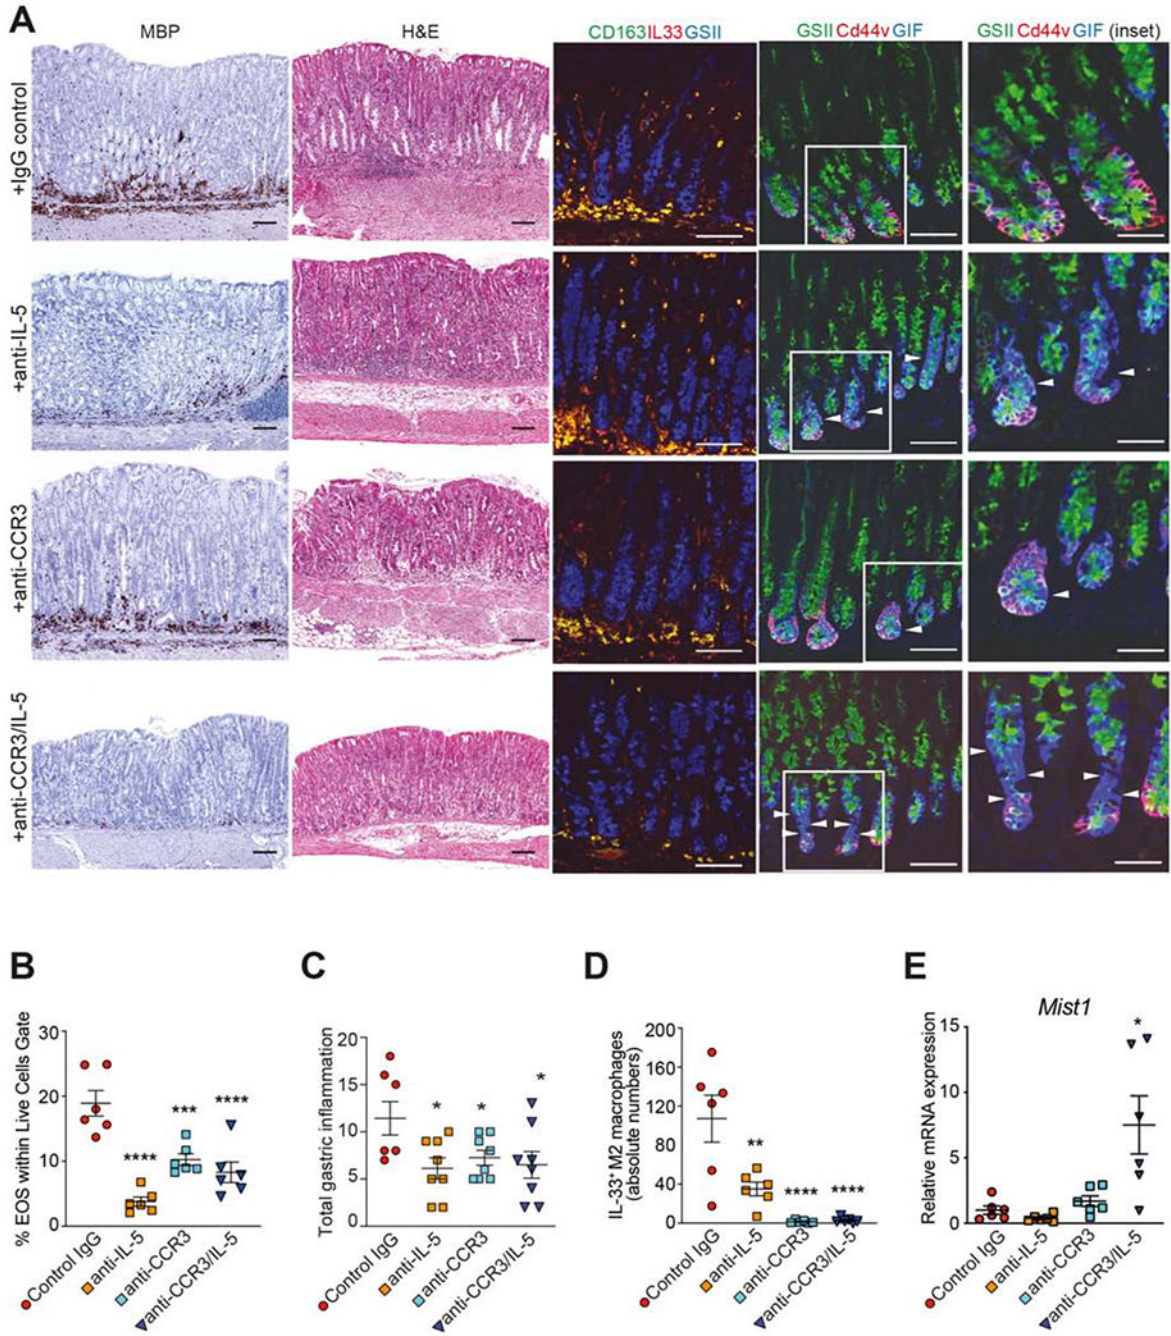 A
MBP
H&E
CD163IL33GSII
GSII Cd44v GIF
GSII Cd44v GIF (inset)
+IgG control
+anti-IL-5
+anti-CCR3
+anti-CCR3/IL-5
B
% EOS within Live Cells Gate
30
20
10
0
****
***
****
Control IgG
anti-IL-5
anti-CCR3
anti-CCR3/IL-5
C
Total gastric inflammation
20
15
10
5
0
*
*
*
Control IgG
anti-IL-5
anti-CCR3
anti-CCR3/IL-5
D
IL-33+ M2 macrophages
(absolute numbers)
200
160
120
80
40
0
**
****
****
Control IgG
anti-IL-5
anti-CCR3
anti-CCR3/IL-5
E
Mist1
Relative mRNA expression
15
10
5
0
*
Control IgG
anti-IL-5
anti-CCR3
anti-CCR3/IL-5